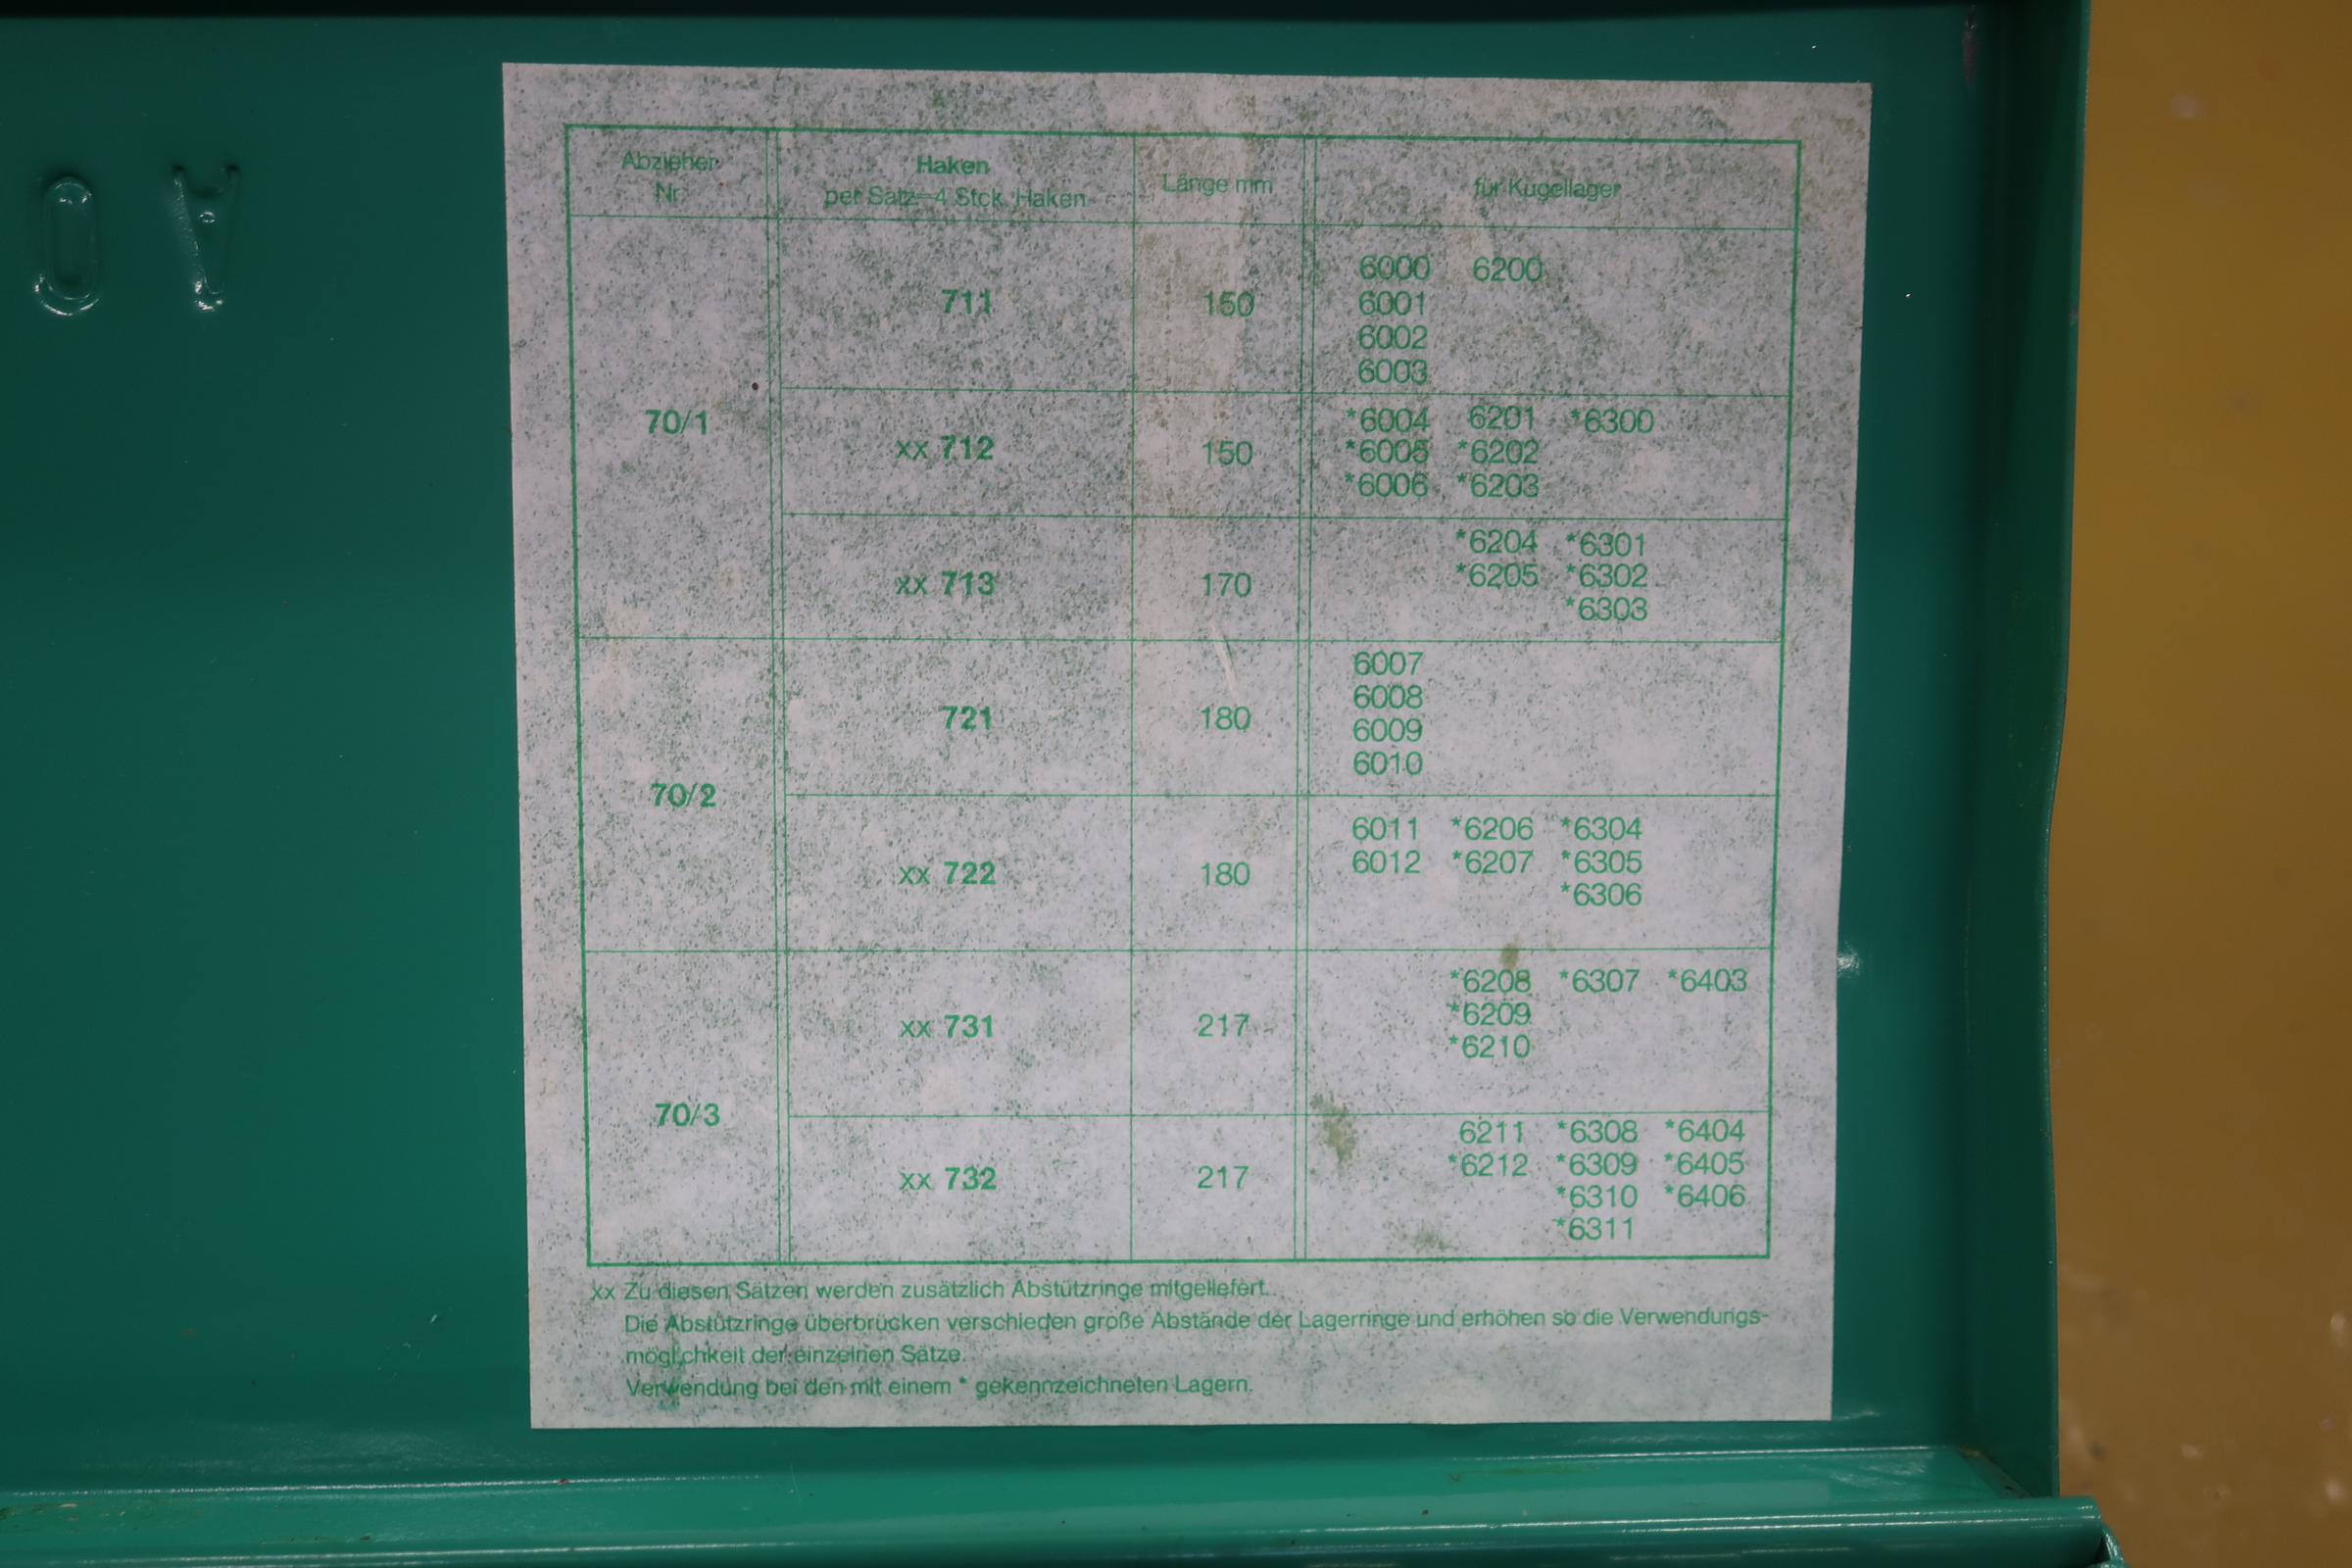 Abzieher
Nr.
Haken
per Satz=4 Stck. Haken
Länge mm
für Kugellager
70/1
711
150
6000 6200
6001
6002
6003
xx 712
150
*6004 6201 *6300
*6005 *6202
*6006 *6203
xx 713
170
*6204 *6301
*6205 *6302
*6303
70/2
721
180
6007
6008
6009
6010
xx 722
180
6011 *6206 *6304
6012 *6207 *6305
*6306
70/3
xx 731
217
*6208 *6307 *6403
*6209
*6210
xx 732
217
6211 *6308 *6404
*6212 *6309 *6405
*6310 *6406
*6311
xx Zu diesen Sätzen werden zusätzlich Abstützringe mitgeliefert.
Die Abstützringe überbrücken verschieden große Abstände der Lagerringe und erhöhen so die Verwendungs-
möglichkeit der einzelnen Sätze.
Verwendung bei den mit einem * gekennzeichneten Lagern.